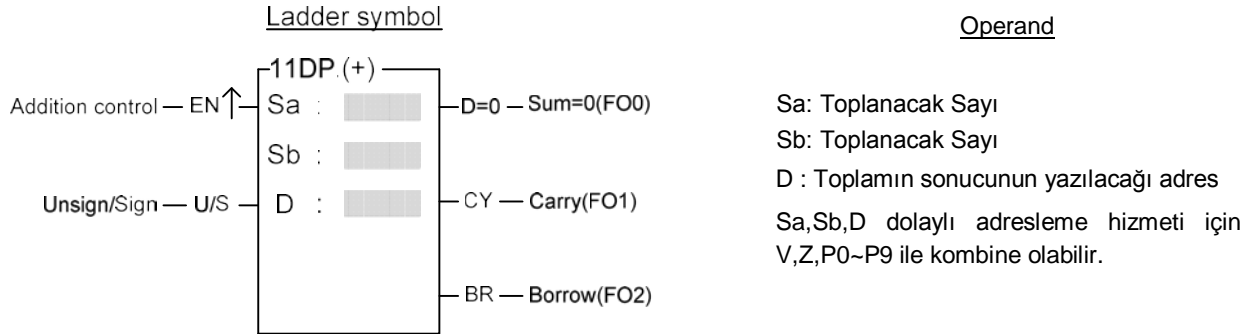 Ladder symbol
11DP.(+)
Addition control — EN↑ Sa : D=0 — Sum=0(FO0)
Sb :
Unsign/Sign — U/S D : CY — Carry(FO1)
BR — Borrow(FO2)
Operand
Sa: Toplanacak Sayı
Sb: Toplanacak Sayı
D : Toplamın sonucunun yazılacağı adres
Sa,Sb,D dolaylı adresleme hizmeti için
V,Z,P0~P9 ile kombine olabilir.